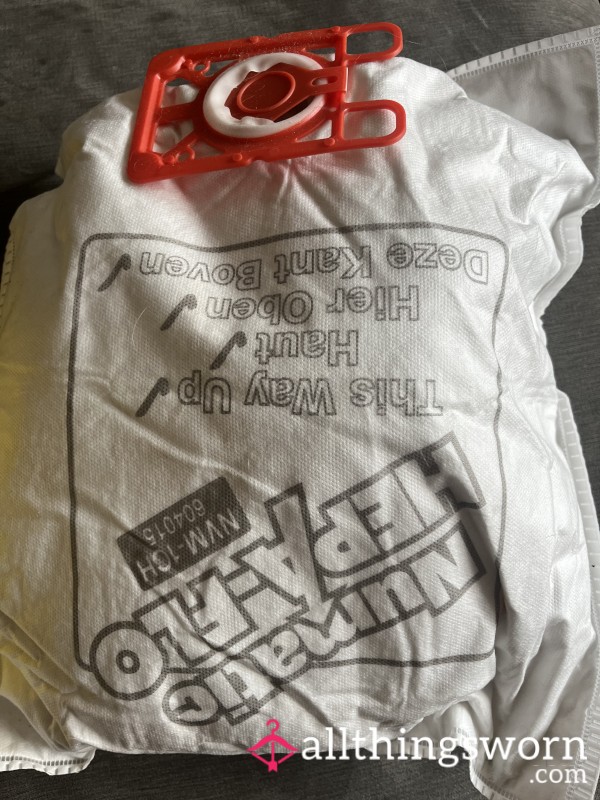 Numatic
HEPA-FLO
NVM-1CH
604015
This Way Up
Haut
Hier Oben
Deze Kant Boven
allthingsworn
.com